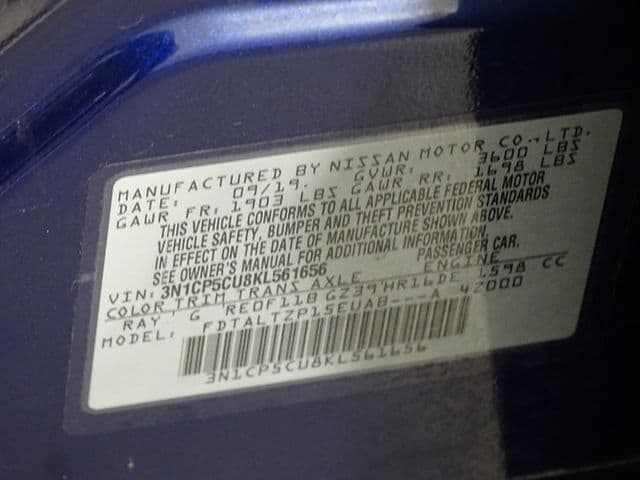 MANUFACTURED BY NISSAN MOTOR CO., LTD.
DATE: 09/19. GVWR: 3600 LBS
GAWR FR: 1903 LBS GAWR RR: 1698 LBS
THIS VEHICLE CONFORMS TO ALL APPLICABLE FEDERAL MOTOR
VEHICLE SAFETY, BUMPER AND THEFT PREVENTION STANDARDS
IN EFFECT ON THE DATE OF MANUFACTURE SHOWN ABOVE.
SEE OWNER'S MANUAL FOR ADDITIONAL INFORMATION.
VIN: 3N1CP5CU8KL561656 PASSENGER CAR.
COLOR TRIM TRANS AXLE ENGINE
RAY, G RE0F11B GZ39 HR16DE 1598 CC
MODEL: FDTALTZP15EUAB---A 4Z000
3N1CP5CU8KL561656